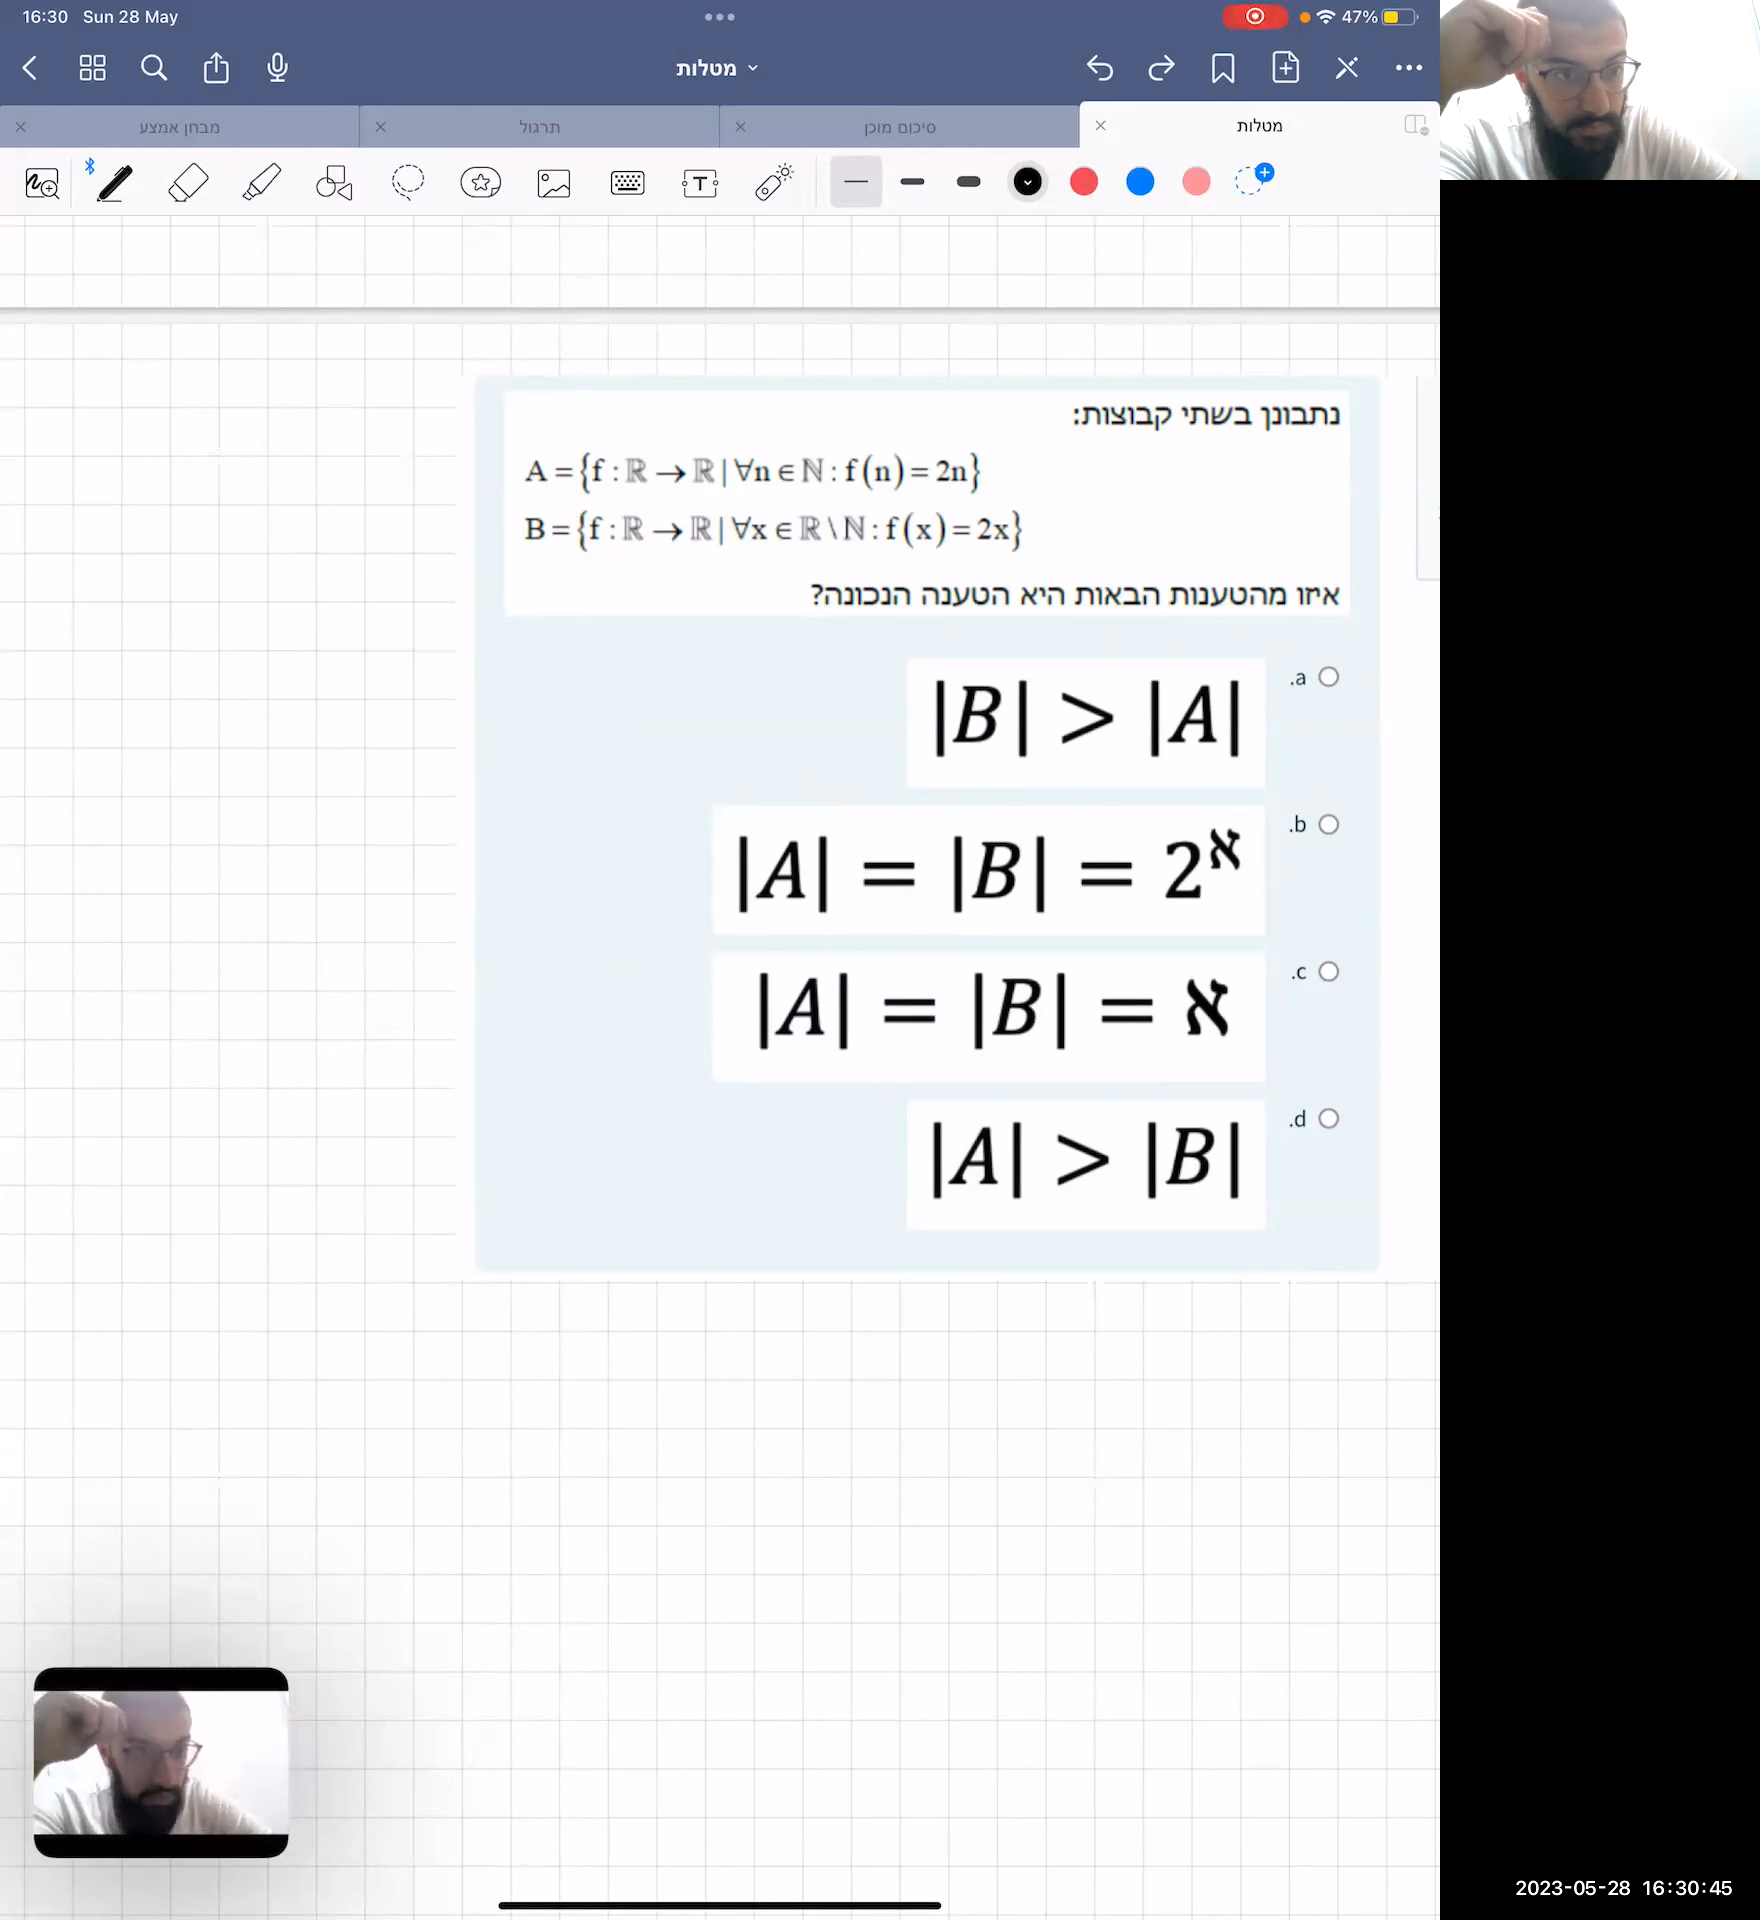 16:30 Sun 28 May
47%
מטלות
מבחן אמצע
תרגול
סיכום מוכן
מטלות
T
נתבונן בשתי קבוצות:
A = {f : ℝ → ℝ | ∀n ∈ ℕ : f(n) = 2n}
B = {f : ℝ → ℝ | ∀x ∈ ℝ \ ℕ : f(x) = 2x}
איזו מהטענות הבאות היא הטענה הנכונה?
.a
|B| > |A|
.b
|A| = |B| = 2^א
.c
|A| = |B| = א
.d
|A| > |B|
2023-05-28 16:30:45